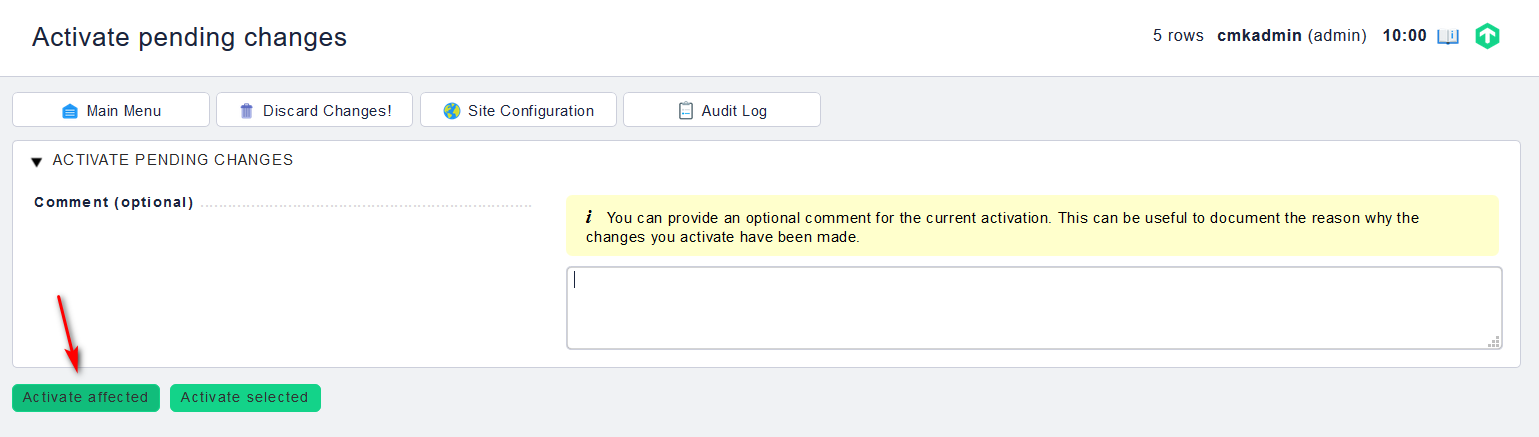 Activate pending changes
5 rows cmkadmin (admin) 10:00
Main Menu
Discard Changes!
Site Configuration
Audit Log
ACTIVATE PENDING CHANGES
Comment (optional)
i You can provide an optional comment for the current activation. This can be useful to document the reason why the
changes you activate have been made.
Activate affected
Activate selected